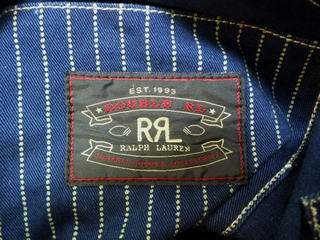 EST. 1993
DOUBLE RL
RRL
RALPH LAUREN